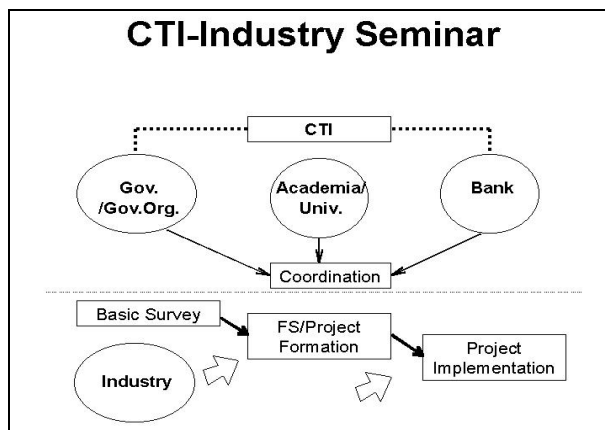 CTI-Industry Seminar
CTI
Gov.
/Gov.Org.
Academia/
Univ.
Bank
Coordination
Basic Survey
FS/Project
Formation
Project
Implementation
Industry